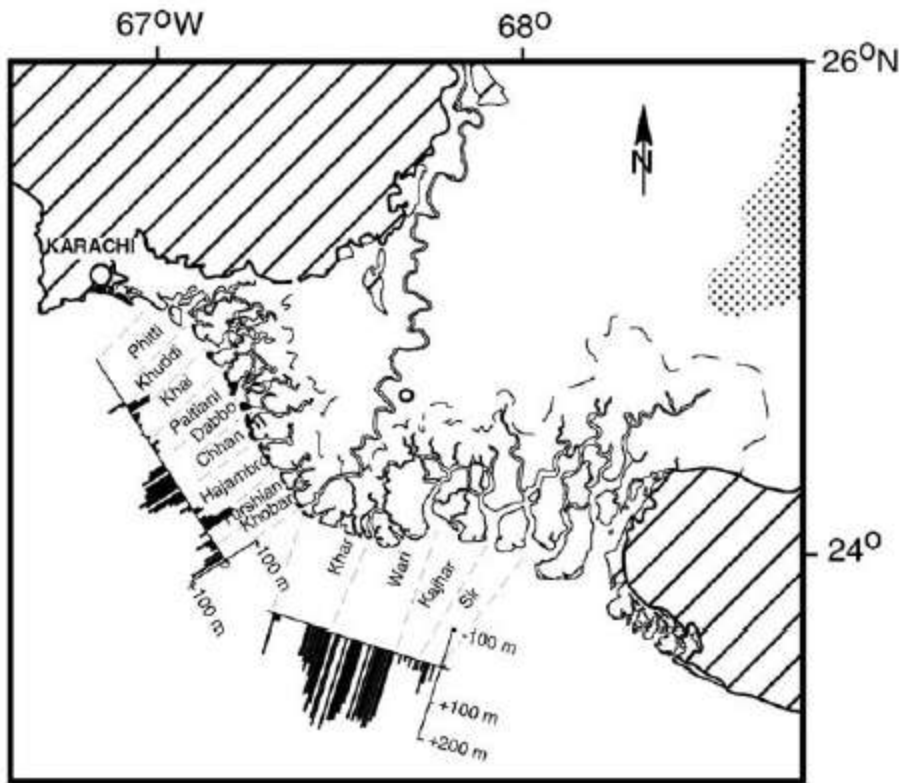 67°W
68°
26°N
N
KARACHI
Phitti
Khuddi
Khai
Paitiani
Dabbo
Chhan
Hajambro
Turshian
Khobar
-100 m
-100 m
Khar
Wari
Kajhar
Sir
24°
-100 m
+100 m
+200 m